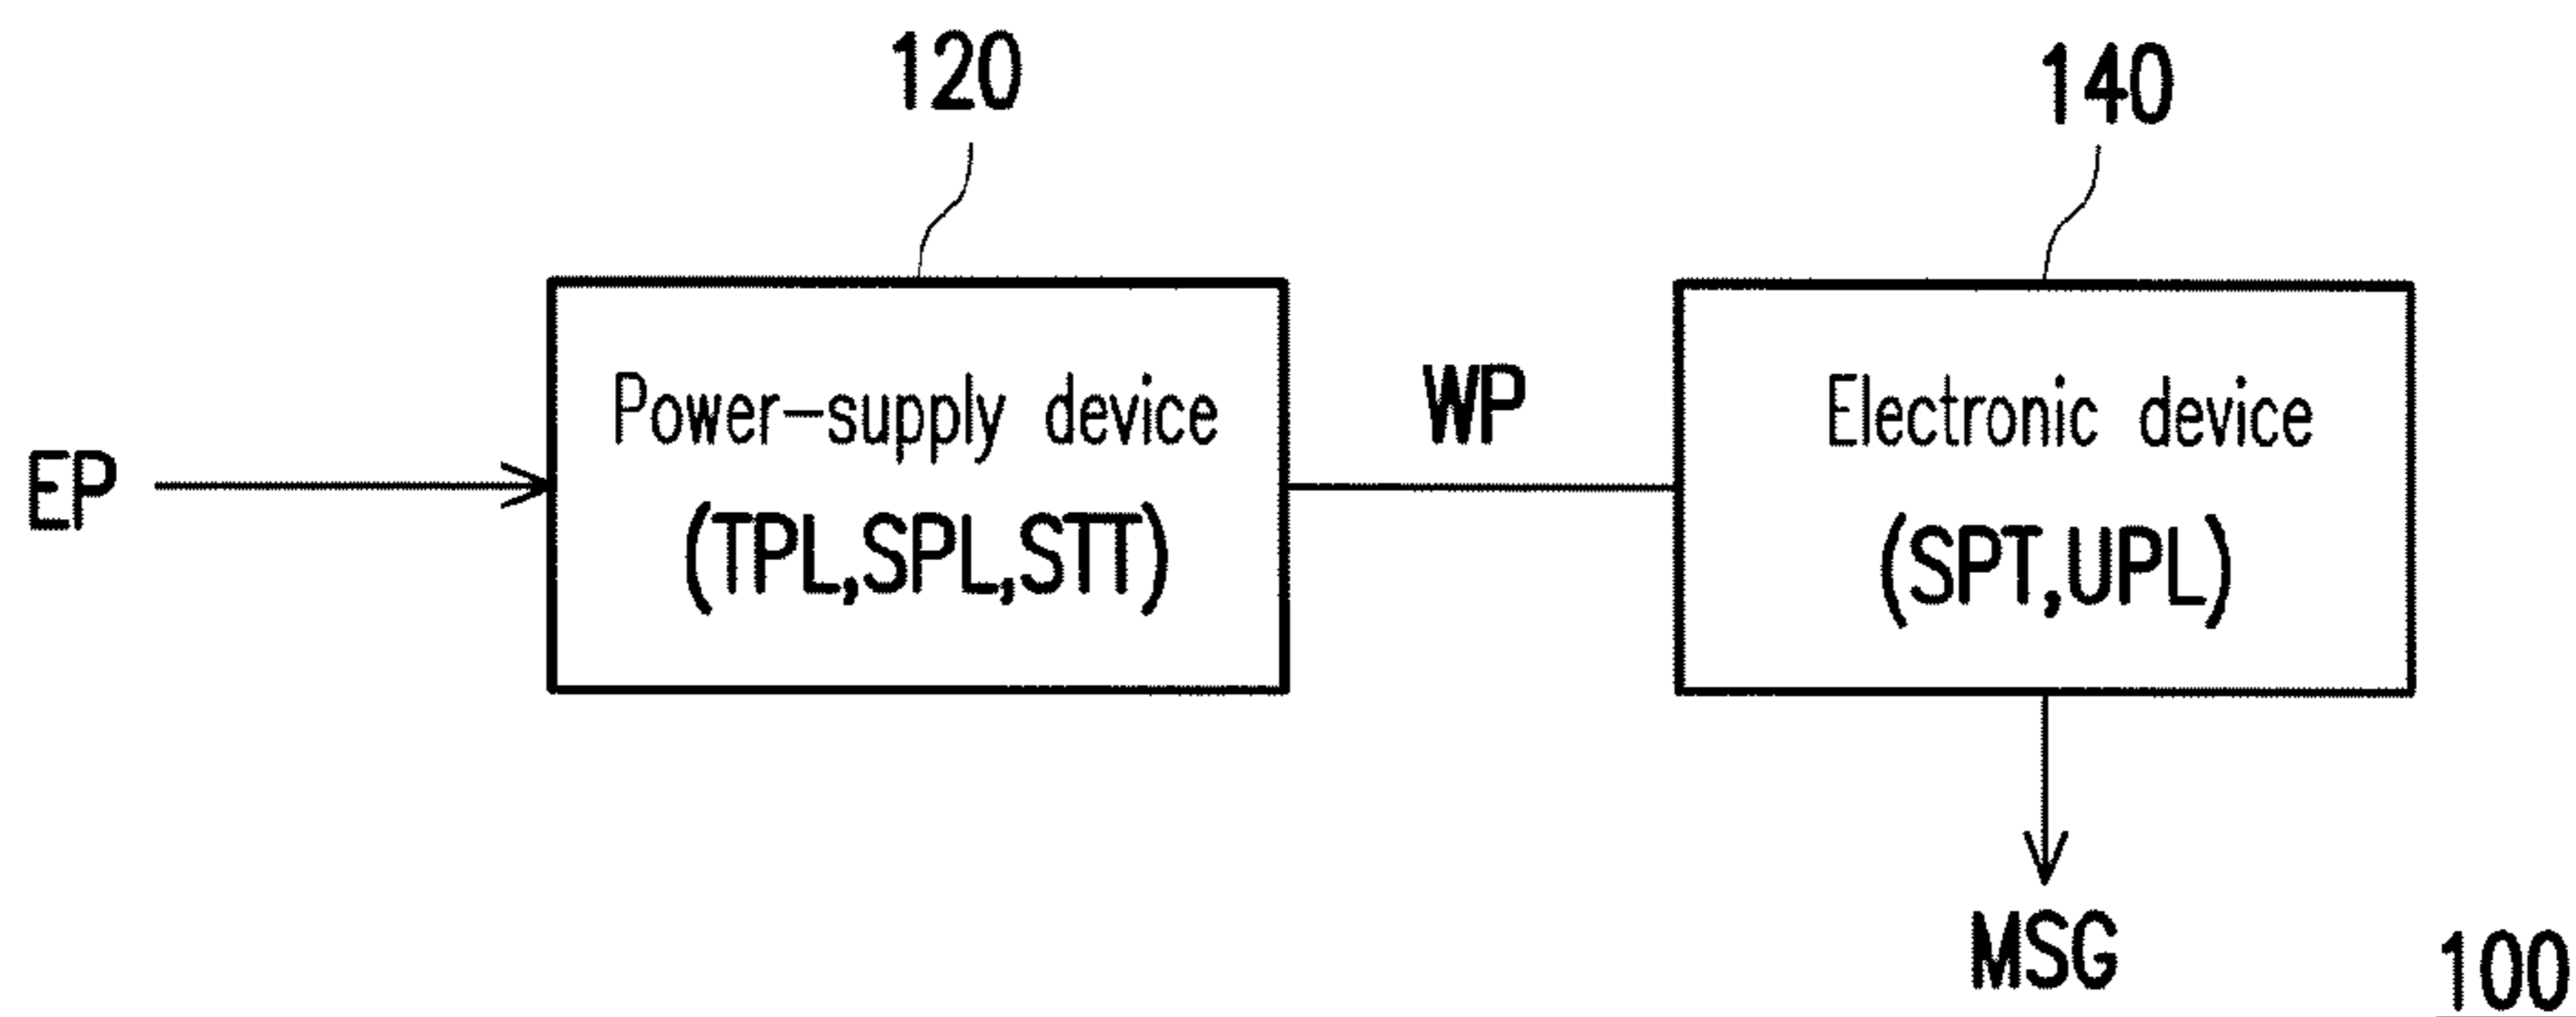 120
140
Power-supply device
(TPL,SPL,STT)
WP
Electronic device
(SPT,UPL)
EP
MSG
100